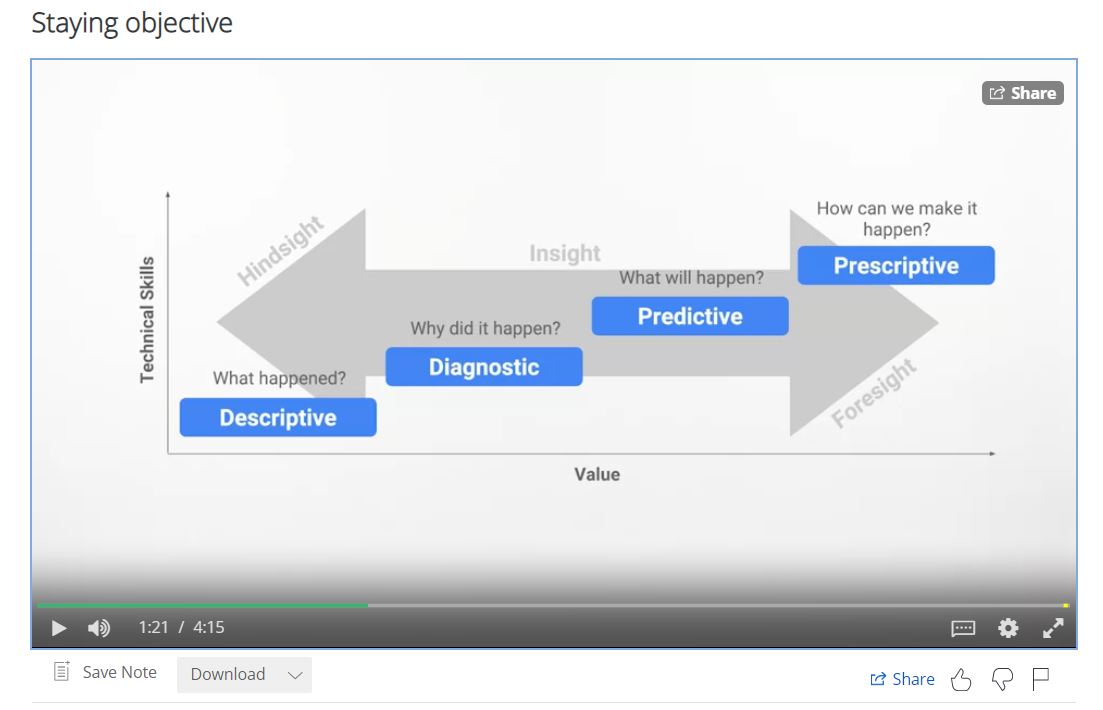 Staying objective
Share
How can we make it
happen?
Prescriptive
Hindsight
Insight
What will happen?
Predictive
Technical Skills
Why did it happen?
Diagnostic
What happened?
Descriptive
Foresight
Value
1:21 / 4:15
Save Note
Download
Share